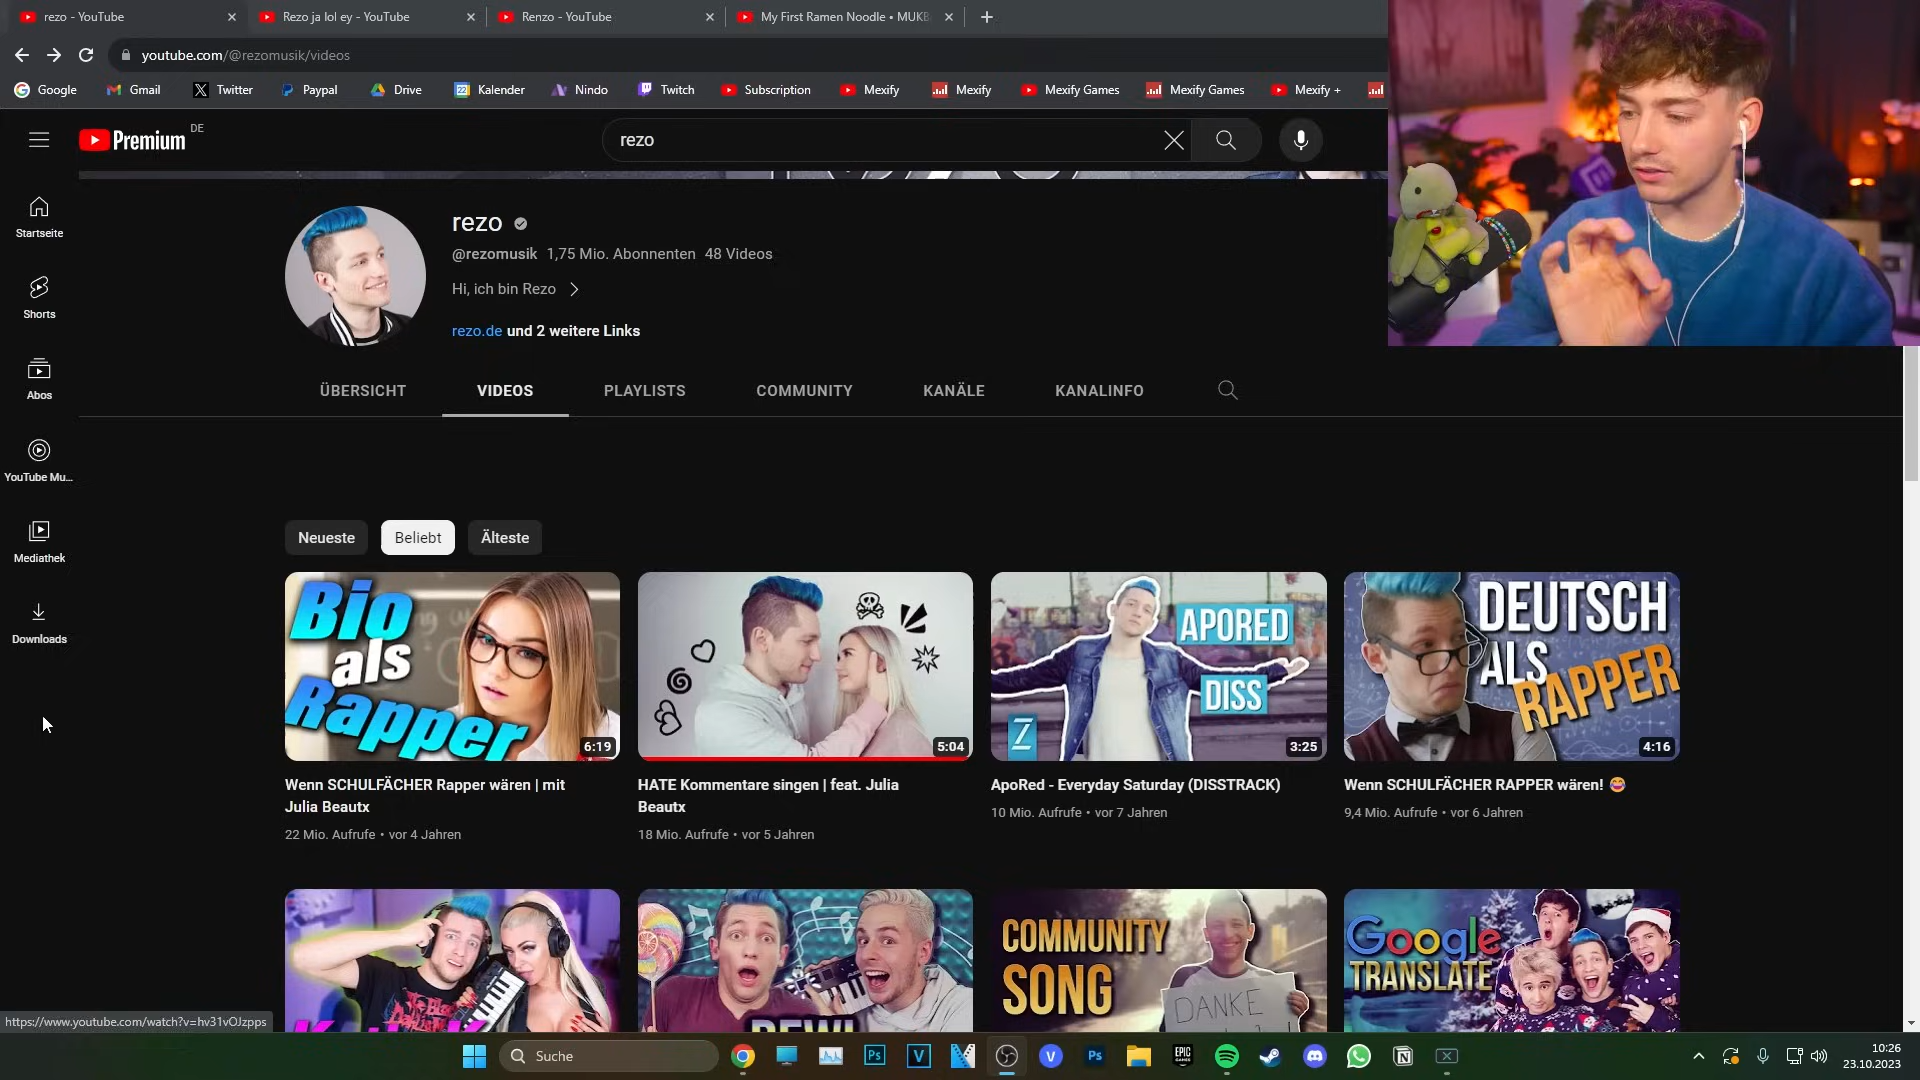 rezo - YouTube
Rezo ja lol ey - YouTube
Renzo - YouTube
My First Ramen Noodle • MUKB
youtube.com/@rezomusik/videos
Google
Gmail
Twitter
Paypal
Drive
Kalender
Nindo
Twitch
Subscription
Mexify
Mexify
Mexify Games
Mexify Games
Mexify +
Premium
DE
rezo
Startseite
Shorts
Abos
YouTube Mu...
Mediathek
Downloads
rezo
@rezomusik 1,75 Mio. Abonnenten 48 Videos
Hi, ich bin Rezo
rezo.de und 2 weitere Links
ÜBERSICHT
VIDEOS
PLAYLISTS
COMMUNITY
KANÄLE
KANALINFO
Neueste
Beliebt
Älteste
Bio
als
Rapper
6:19
5:04
APORED
DISS
Z
3:25
DEUTSCH
ALS
RAPPER
4:16
Wenn SCHULFÄCHER Rapper wären | mit
Julia Beautx
22 Mio. Aufrufe • vor 4 Jahren
HATE Kommentare singen | feat. Julia
Beautx
18 Mio. Aufrufe • vor 5 Jahren
ApoRed - Everyday Saturday (DISSTRACK)
10 Mio. Aufrufe • vor 7 Jahren
Wenn SCHULFÄCHER RAPPER wären! 😂
9,4 Mio. Aufrufe • vor 6 Jahren
COMMUNITY
SONG
DANKE
Google
TRANSLATE
https://www.youtube.com/watch?v=hv31vOJzpps
Suche
Ps
V
V
Ps
EPIC
GAMES
10:26
23.10.2023